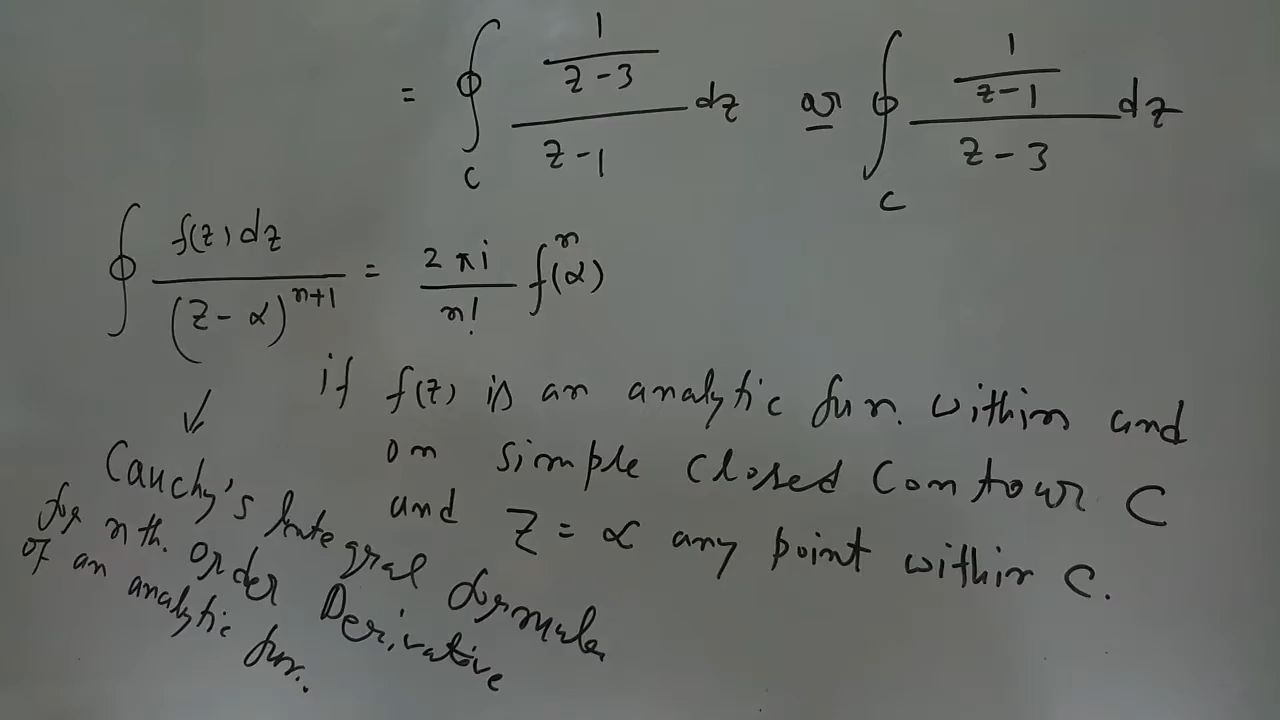 = ∮_C (1/(z-3))/(z-1) dz or ∮_C (1/(z-1))/(z-3) dz
∮ f(z) dz/(z-α)^(n+1) = 2πi/n! f^n(α)
if f(z) is an analytic fun. within and
on simple closed Contour C
and z = α any point within C.
Cauchy's Integral formula
for nth. order Derivative
of an analytic fun.